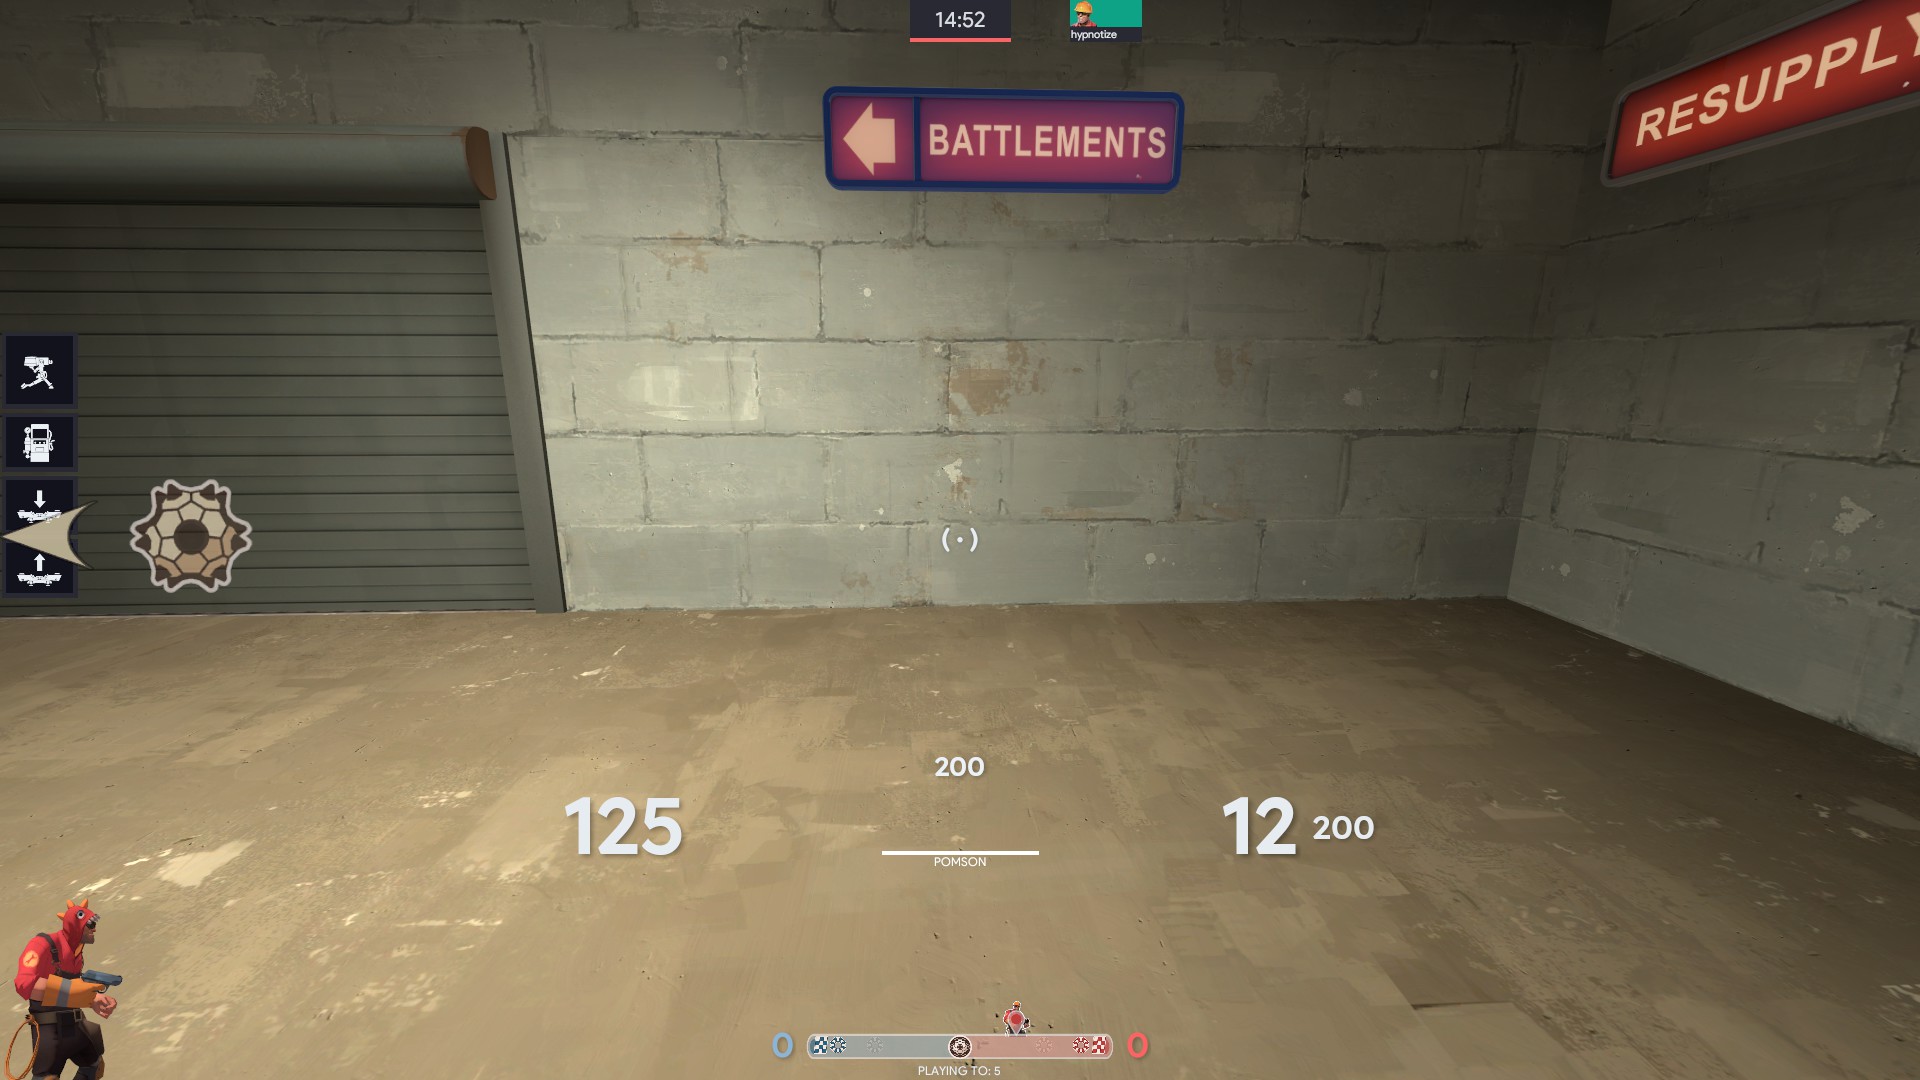 14:52
hypnotize
BATTLEMENTS
RESUPPLY
200
125
12 200
POMSON
0
0
PLAYING TO: 5